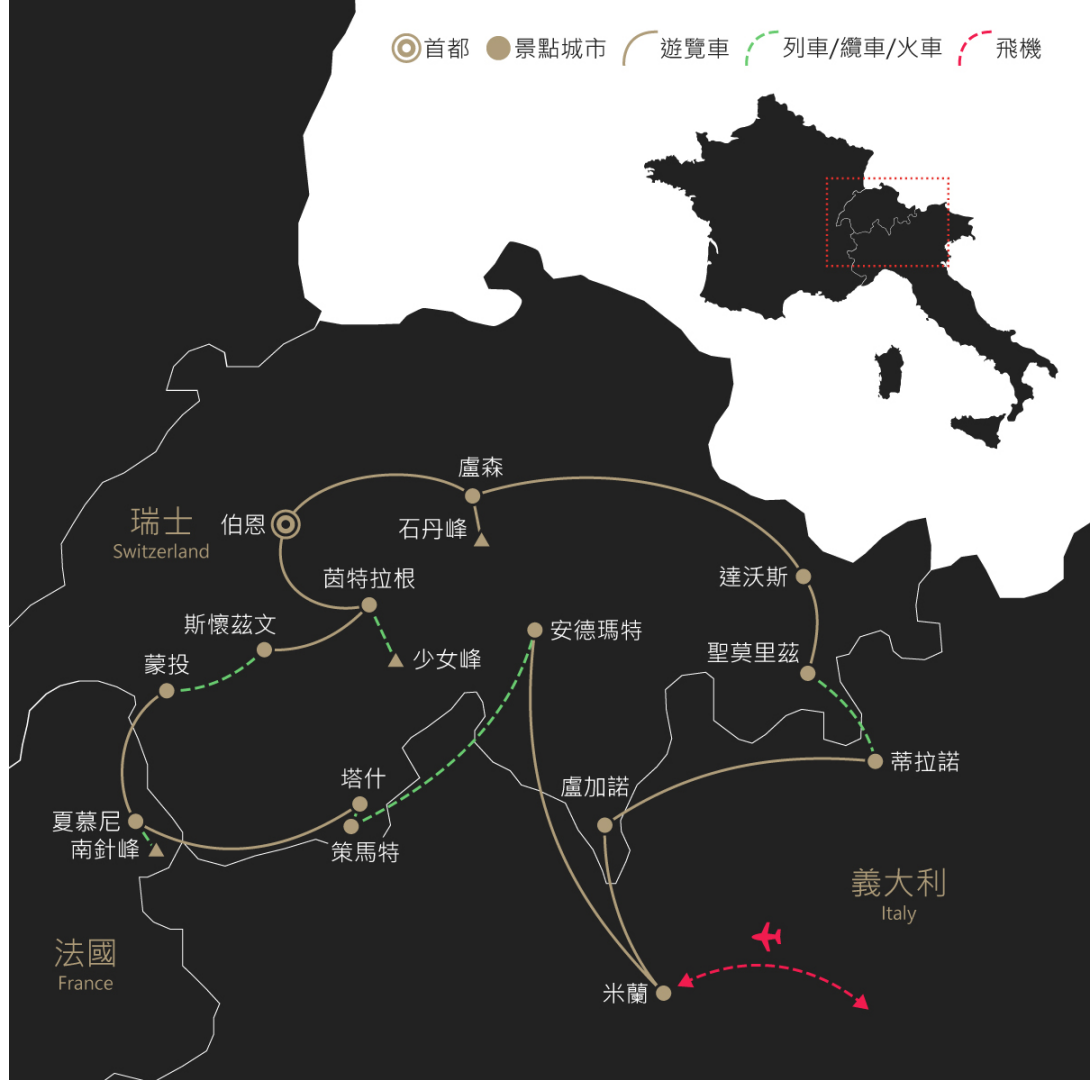 首都 景點城市 遊覽車 列車/纜車/火車 飛機
盧森
瑞士
Switzerland
伯恩
石丹峰
茵特拉根
達沃斯
斯懷茲文
安德瑪特
少女峰
聖莫里茲
蒙投
蒂拉諾
塔什
盧加諾
夏慕尼
南針峰
策馬特
義大利
Italy
法國
France
米蘭